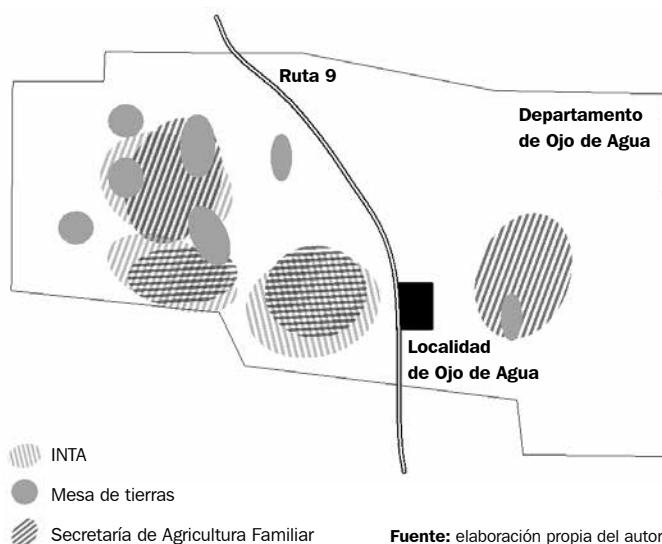 Ruta 9
Departamento
de Ojo de Agua
Localidad
de Ojo de Agua
INTA
Mesa de tierras
Secretaría de Agricultura Familiar
Fuente: elaboración propia del autor